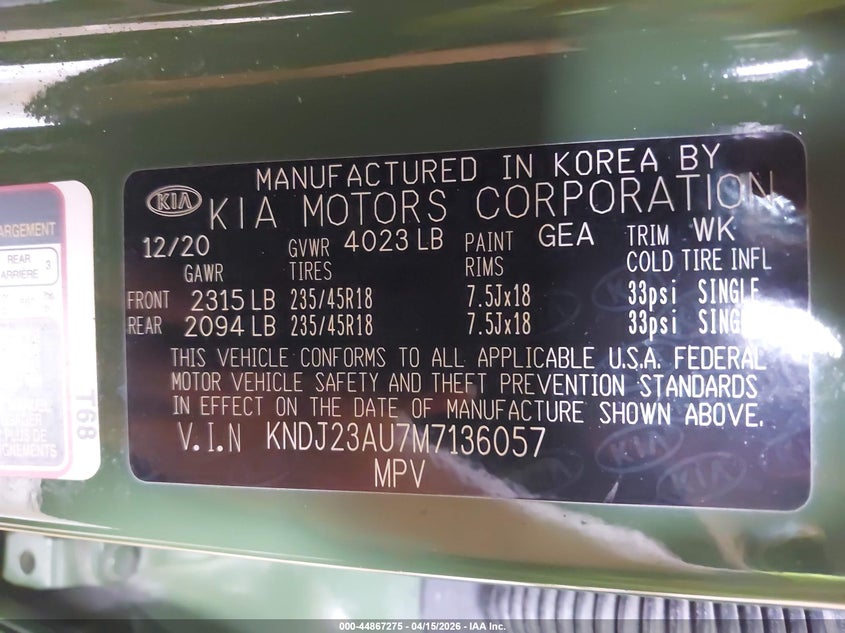 MANUFACTURED IN KOREA BY
KIA KIA MOTORS CORPORATION
12/20 GVWR 4023 LB PAINT GEA TRIM WK
GAWR TIRES RIMS COLD TIRE INFL
FRONT 2315 LB 235/45R18 7.5Jx18 33psi SINGLE
REAR 2094 LB 235/45R18 7.5Jx18 33psi
THIS VEHICLE CONFORMS TO ALL APPLICABLE U.S.A. FEDERAL
MOTOR VEHICLE SAFETY AND THEFT PREVENTION STANDARDS
IN EFFECT ON THE DATE OF MANUFACTURE SHOWN ABOVE.
V.I.N KNDJ23AU7M7136057
MPV
REAR
ARRIÈRE 3
T68
000-44867275 - 04/15/2026 - IAA Inc.